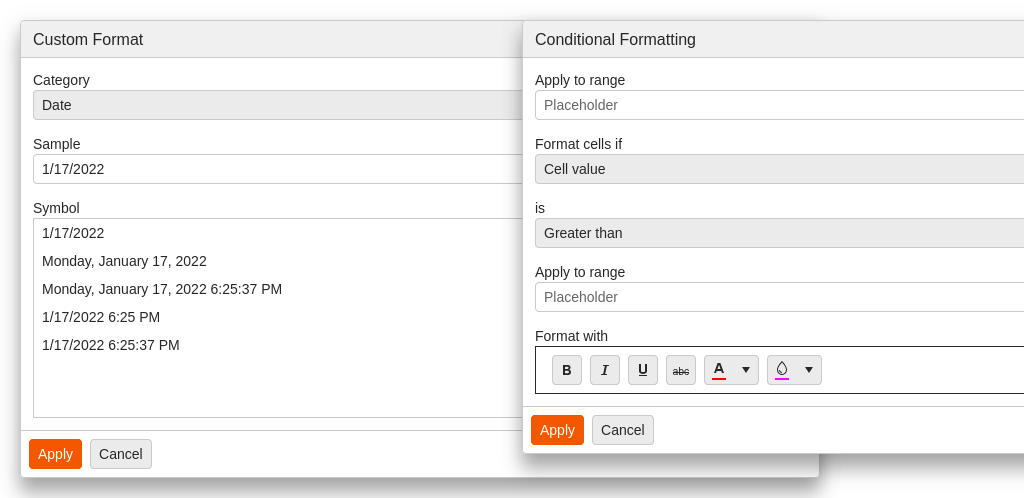 Custom Format
Category
Date
Sample
1/17/2022
Symbol
1/17/2022
Monday, January 17, 2022
Monday, January 17, 2022 6:25:37 PM
1/17/2022 6:25 PM
1/17/2022 6:25:37 PM
Apply
Cancel
Conditional Formatting
Apply to range
Placeholder
Format cells if
Cell value
is
Greater than
Apply to range
Placeholder
Format with
B I U abc A
Apply
Cancel